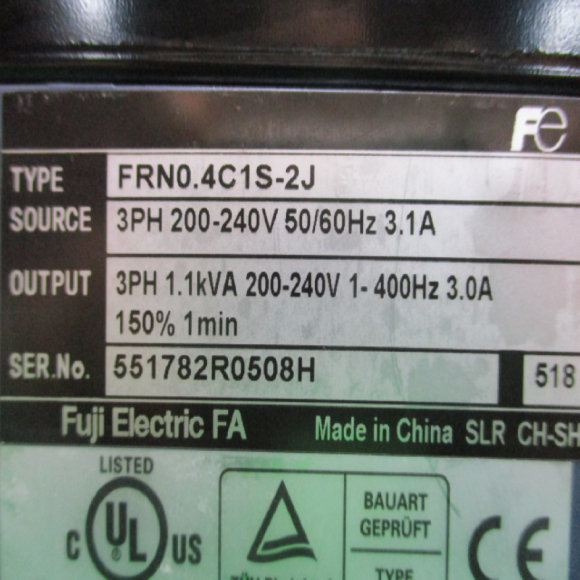 Fe
TYPE FRN0.4C1S-2J
SOURCE 3PH 200-240V 50/60Hz 3.1A
OUTPUT 3PH 1.1kVA 200-240V 1- 400Hz 3.0A
150% 1min
SER.No. 551782R0508H 518
Fuji Electric FA Made in China SLR CH-SH
LISTED
C UL US
BAUART
GEPRÜFT
TYPE
CE